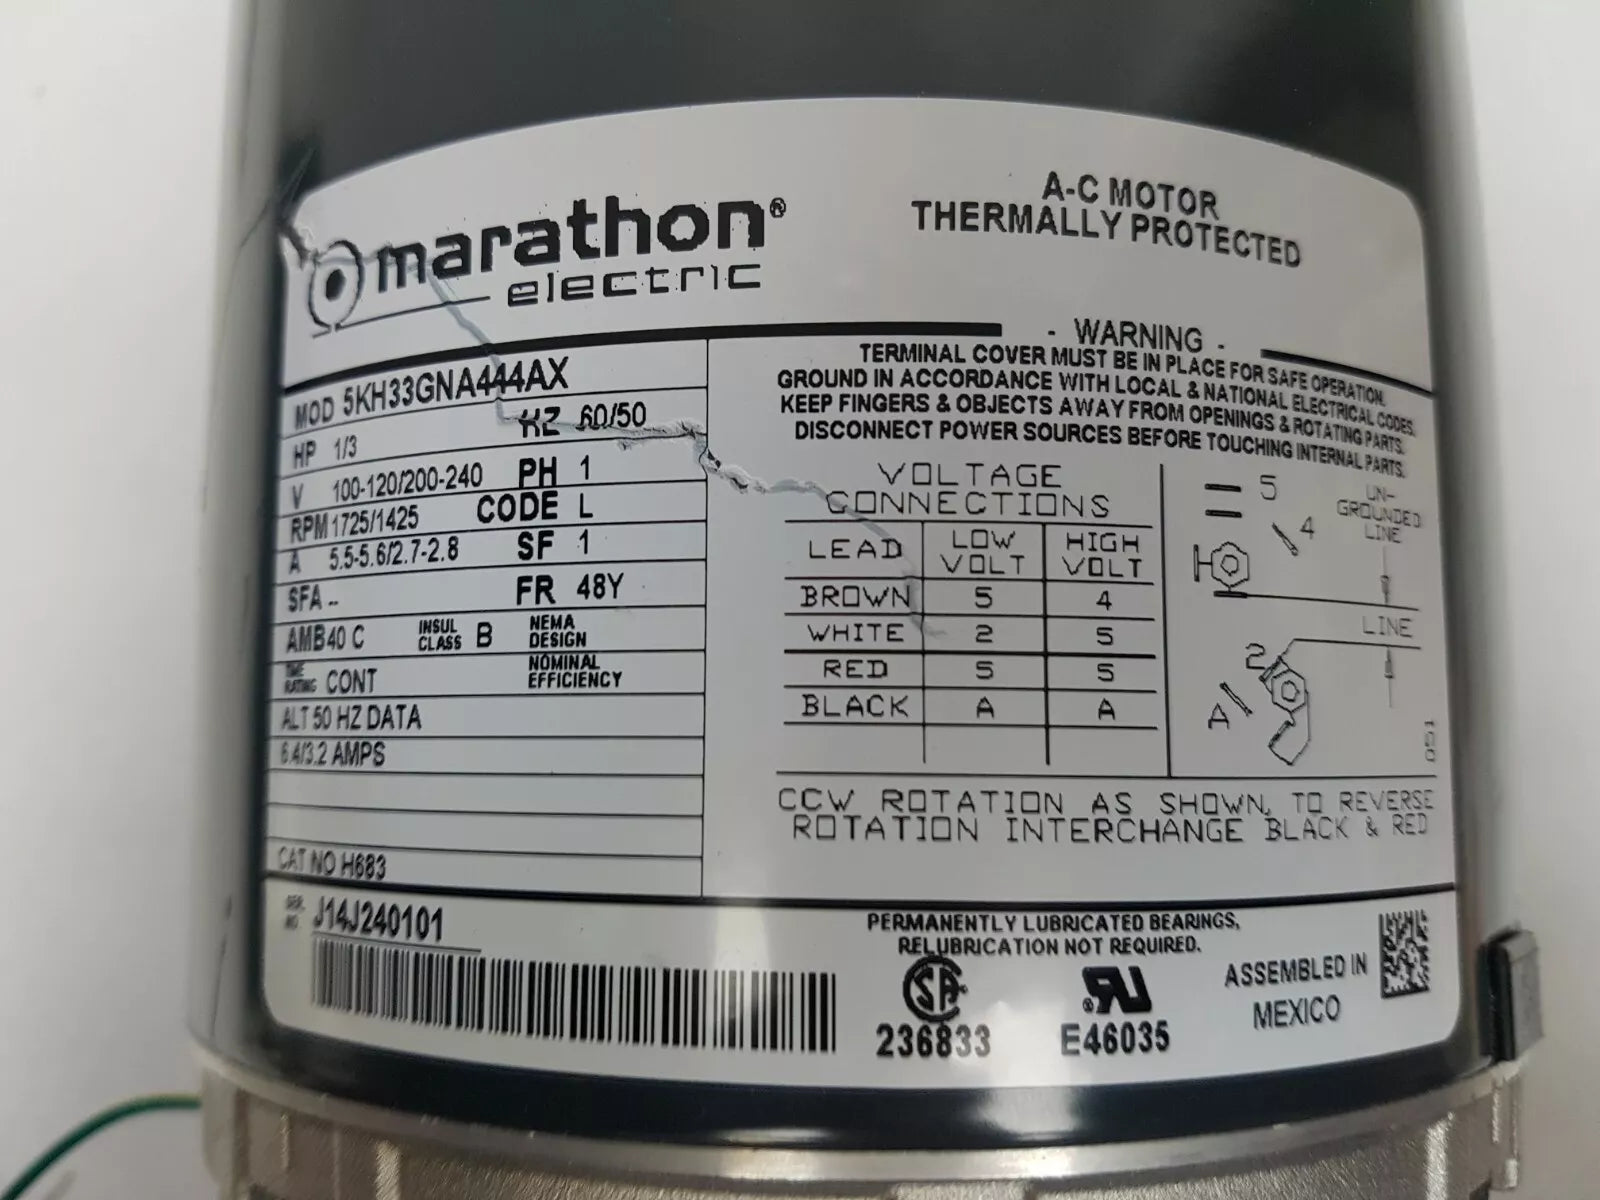 marathon®
electric
A-C MOTOR
THERMALLY PROTECTED
MOD 5KH33GNA444AX
HP 1/3 HZ 60/50
V 100-120/200-240 PH 1
RPM 1725/1425 CODE L
A 5.5-5.6/2.7-2.8 SF 1
SFA -- FR 48Y
AMB 40 C INSUL CLASS B NEMA DESIGN
TIME RATING CONT NOMINAL EFFICIENCY
ALT 50 HZ DATA
6.4/3.2 AMPS
CAT NO H683
- WARNING -
TERMINAL COVER MUST BE IN PLACE FOR SAFE OPERATION.
GROUND IN ACCORDANCE WITH LOCAL & NATIONAL ELECTRICAL CODES.
KEEP FINGERS & OBJECTS AWAY FROM OPENINGS & ROTATING PARTS.
DISCONNECT POWER SOURCES BEFORE TOUCHING INTERNAL PARTS.
VOLTAGE
CONNECTIONS
LEAD LOW VOLT HIGH VOLT
BROWN 5 4
WHITE 2 5
RED 5 5
BLACK A A
5
4
UN-
GROUNDED
LINE
LINE
2
A
051
CCW ROTATION AS SHOWN, TO REVERSE
ROTATION INTERCHANGE BLACK & RED
SER. NO. J14J240101
PERMANENTLY LUBRICATED BEARINGS,
RELUBRICATION NOT REQUIRED.
SA
236833
®RU
E46035
ASSEMBLED IN
MEXICO